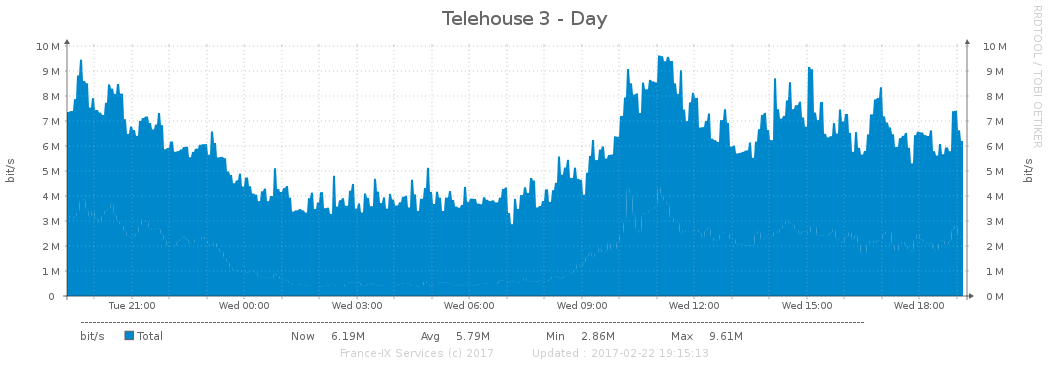 Telehouse 3 - Day
RRDTOOL / TOBI OETIKER
bit/s
bit/s
10 M 10 M
9 M 9 M
8 M 8 M
7 M 7 M
6 M 6 M
5 M 5 M
4 M 4 M
3 M 3 M
2 M 2 M
1 M 1 M
0 0 M
Tue 21:00 Wed 00:00 Wed 03:00 Wed 06:00 Wed 09:00 Wed 12:00 Wed 15:00 Wed 18:00
bit/s Total Now 6.19M Avg 5.79M Min 2.86M Max 9.61M
France-IX Services (c) 2017 Updated : 2017-02-22 19:15:13